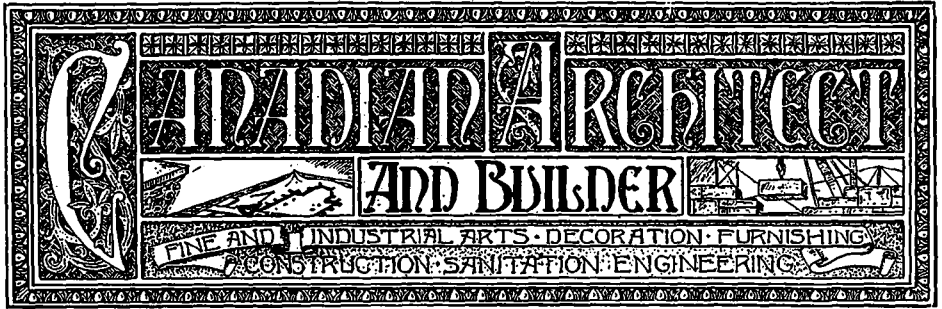 CANADIAN ARCHITECT
AND BUILDER
FINE AND INDUSTRIAL ARTS · DECORATION · FURNISHING
CONSTRUCTION · SANITATION · ENGINEERING